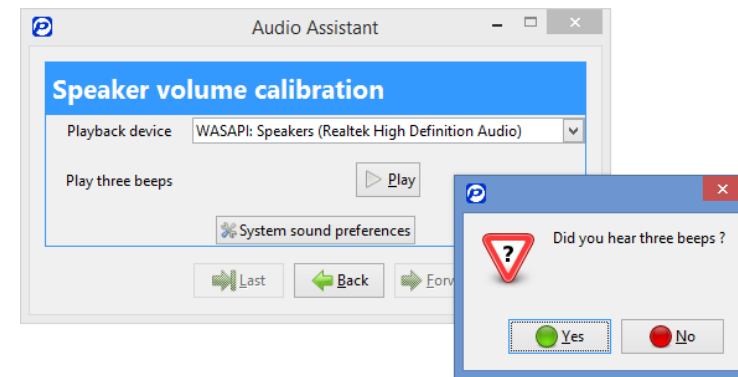 Audio Assistant
Speaker volume calibration
Playback device WASAPI: Speakers (Realtek High Definition Audio)
Play three beeps Play
System sound preferences
Last Back Forw
Did you hear three beeps ?
Yes No